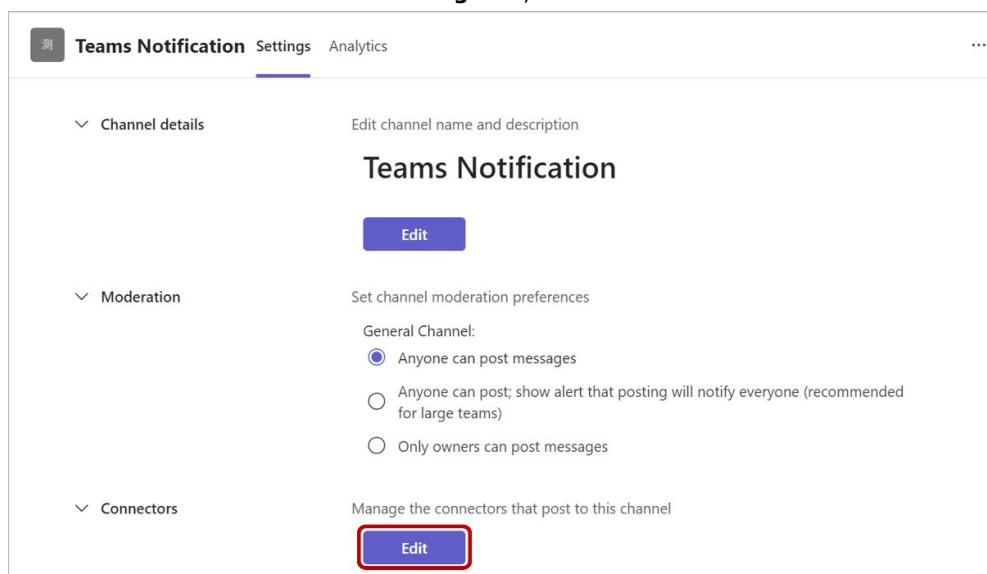 測 Teams Notification Settings Analytics ...
Channel details Edit channel name and description
Teams Notification
Edit
Moderation Set channel moderation preferences
General Channel:
Anyone can post messages
Anyone can post; show alert that posting will notify everyone (recommended
for large teams)
Only owners can post messages
Connectors Manage the connectors that post to this channel
Edit